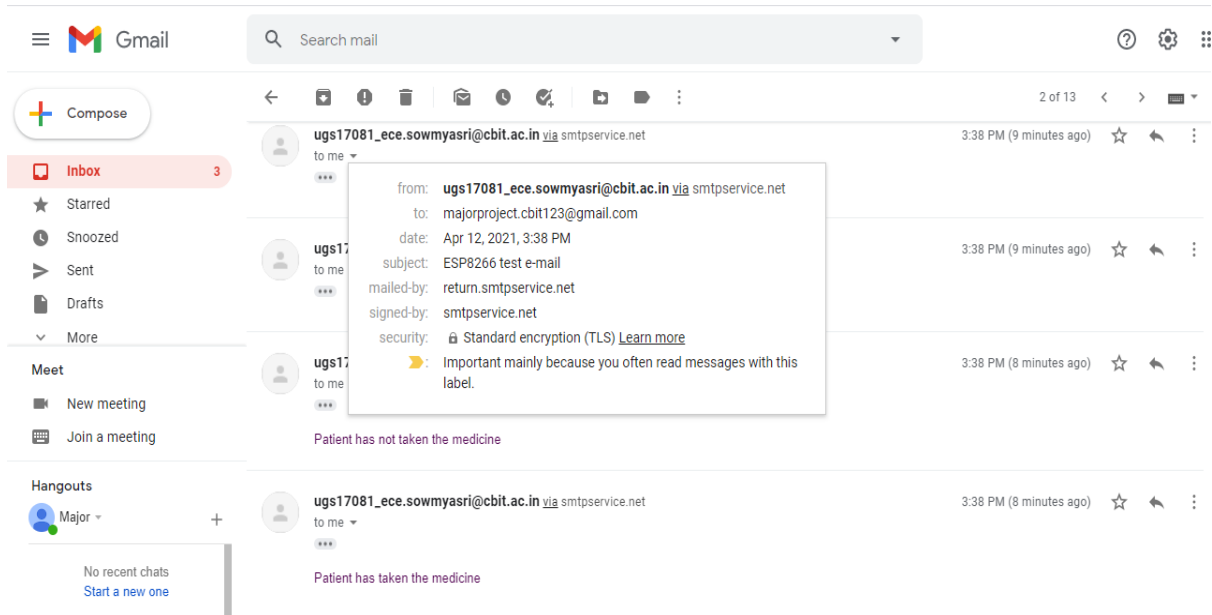 Gmail
Search mail
Compose
2 of 13
Inbox 3
Starred
Snoozed
Sent
Drafts
More
Meet
New meeting
Join a meeting
Hangouts
Major
No recent chats
Start a new one
ugs17081_ece.sowmyasri@cbit.ac.in via smtpservice.net 3:38 PM (9 minutes ago)
to me
from: ugs17081_ece.sowmyasri@cbit.ac.in via smtpservice.net
to: majorproject.cbit123@gmail.com
date: Apr 12, 2021, 3:38 PM
subject: ESP8266 test e-mail
mailed-by: return.smtpservice.net
signed-by: smtpservice.net
security: Standard encryption (TLS) Learn more
: Important mainly because you often read messages with this
label.
ugs17 3:38 PM (9 minutes ago)
to me
ugs17 3:38 PM (8 minutes ago)
to me
Patient has not taken the medicine
ugs17081_ece.sowmyasri@cbit.ac.in via smtpservice.net 3:38 PM (8 minutes ago)
to me
Patient has taken the medicine